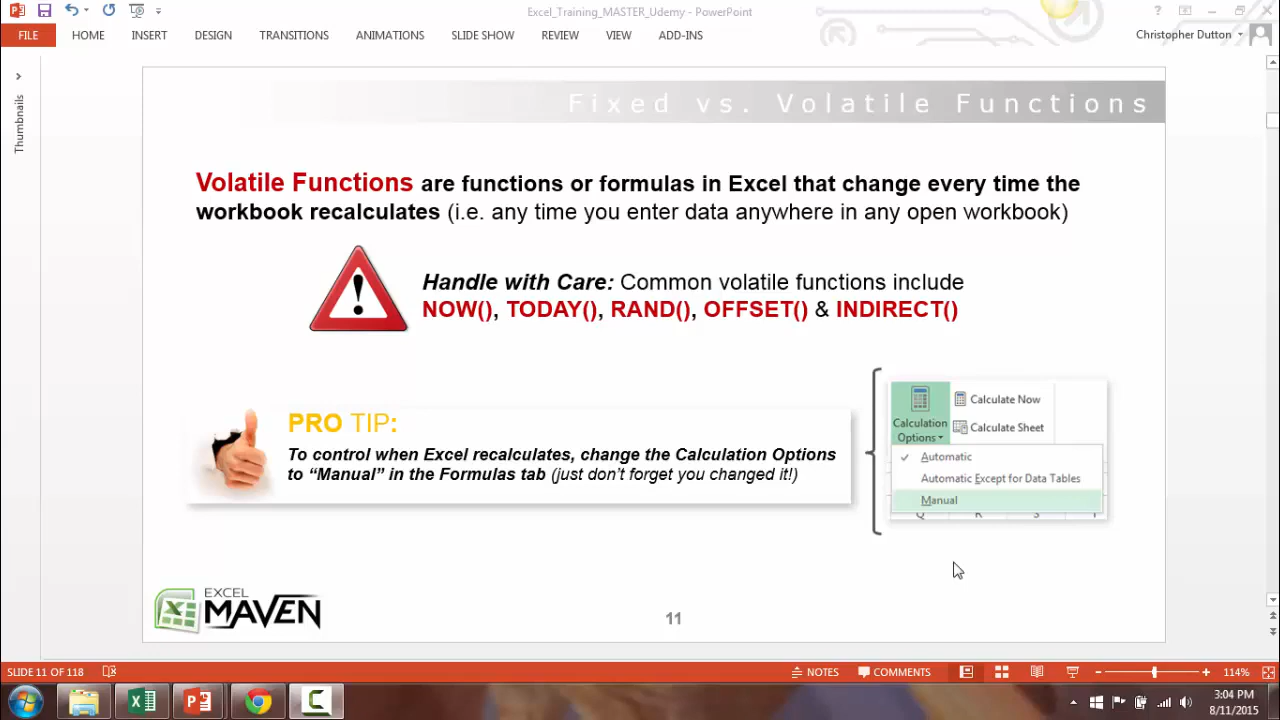 Excel_Training_MASTER_Udemy - PowerPoint
?
FILE HOME INSERT DESIGN TRANSITIONS ANIMATIONS SLIDE SHOW REVIEW VIEW ADD-INS Christopher Dutton
Thumbnails
Fixed vs. Volatile Functions
Volatile Functions are functions or formulas in Excel that change every time the
workbook recalculates (i.e. any time you enter data anywhere in any open workbook)
Handle with Care: Common volatile functions include
NOW(), TODAY(), RAND(), OFFSET() & INDIRECT()
PRO TIP:
To control when Excel recalculates, change the Calculation Options
to “Manual” in the Formulas tab (just don’t forget you changed it!)
Calculation
Options
Calculate Now
Calculate Sheet
Automatic
Automatic Except for Data Tables
Manual
EXCEL
MAVEN
11
SLIDE 11 OF 118 NOTES COMMENTS 114%
3:04 PM
8/11/2015